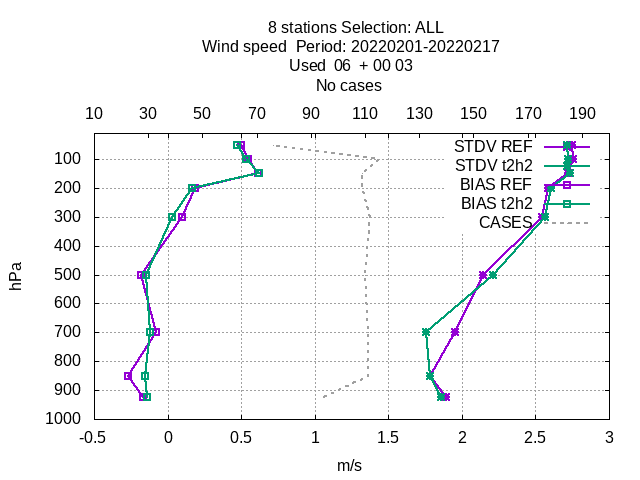 8 stations Selection: ALL
Wind speed  Period: 20220201-20220217
Used  06  + 00 03
No cases
10 30 50 70 90 110 130 150 170 190
STDV REF
STDV t2h2
BIAS REF
BIAS t2h2
CASES
hPa
100
200
300
400
500
600
700
800
900
1000
-0.5 0 0.5 1 1.5 2 2.5 3
m/s